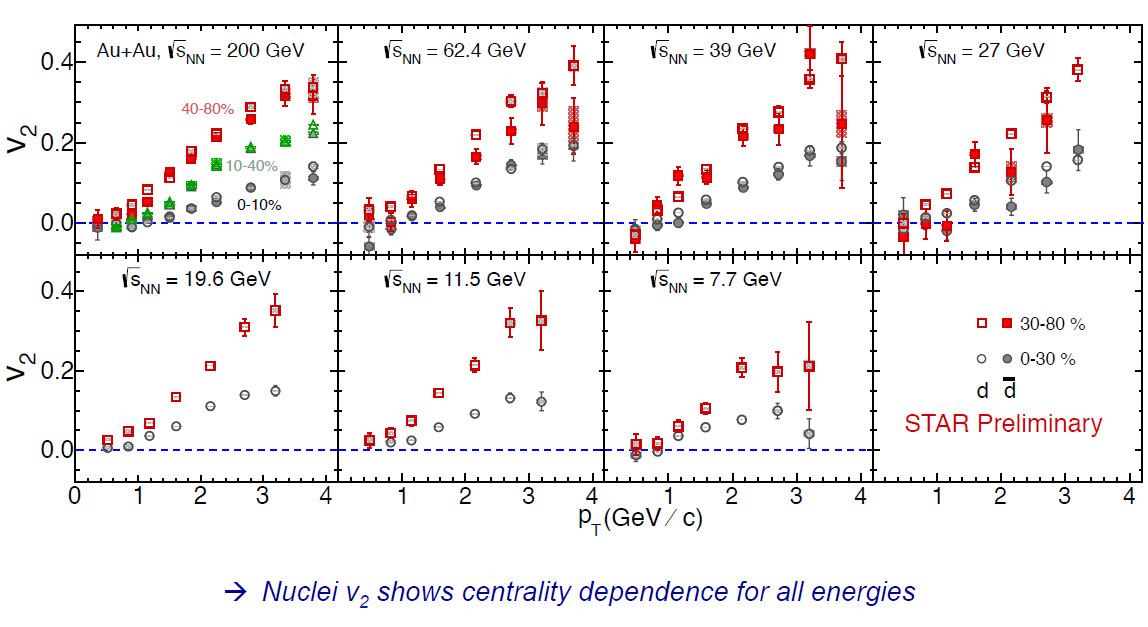 Au+Au, √sNN = 200 GeV
√sNN = 62.4 GeV
√sNN = 39 GeV
√sNN = 27 GeV
0.4
40-80%
v2
0.2
10-40%
0-10%
0.0
√sNN = 19.6 GeV
√sNN = 11.5 GeV
√sNN = 7.7 GeV
0.4
30-80 %
v2
0.2
0-30 %
d d̄
STAR Preliminary
0.0
0 1 2 3 4 1 2 3 4 1 2 3 4 1 2 3 4
pT (GeV / c)
→ Nuclei v2 shows centrality dependence for all energies